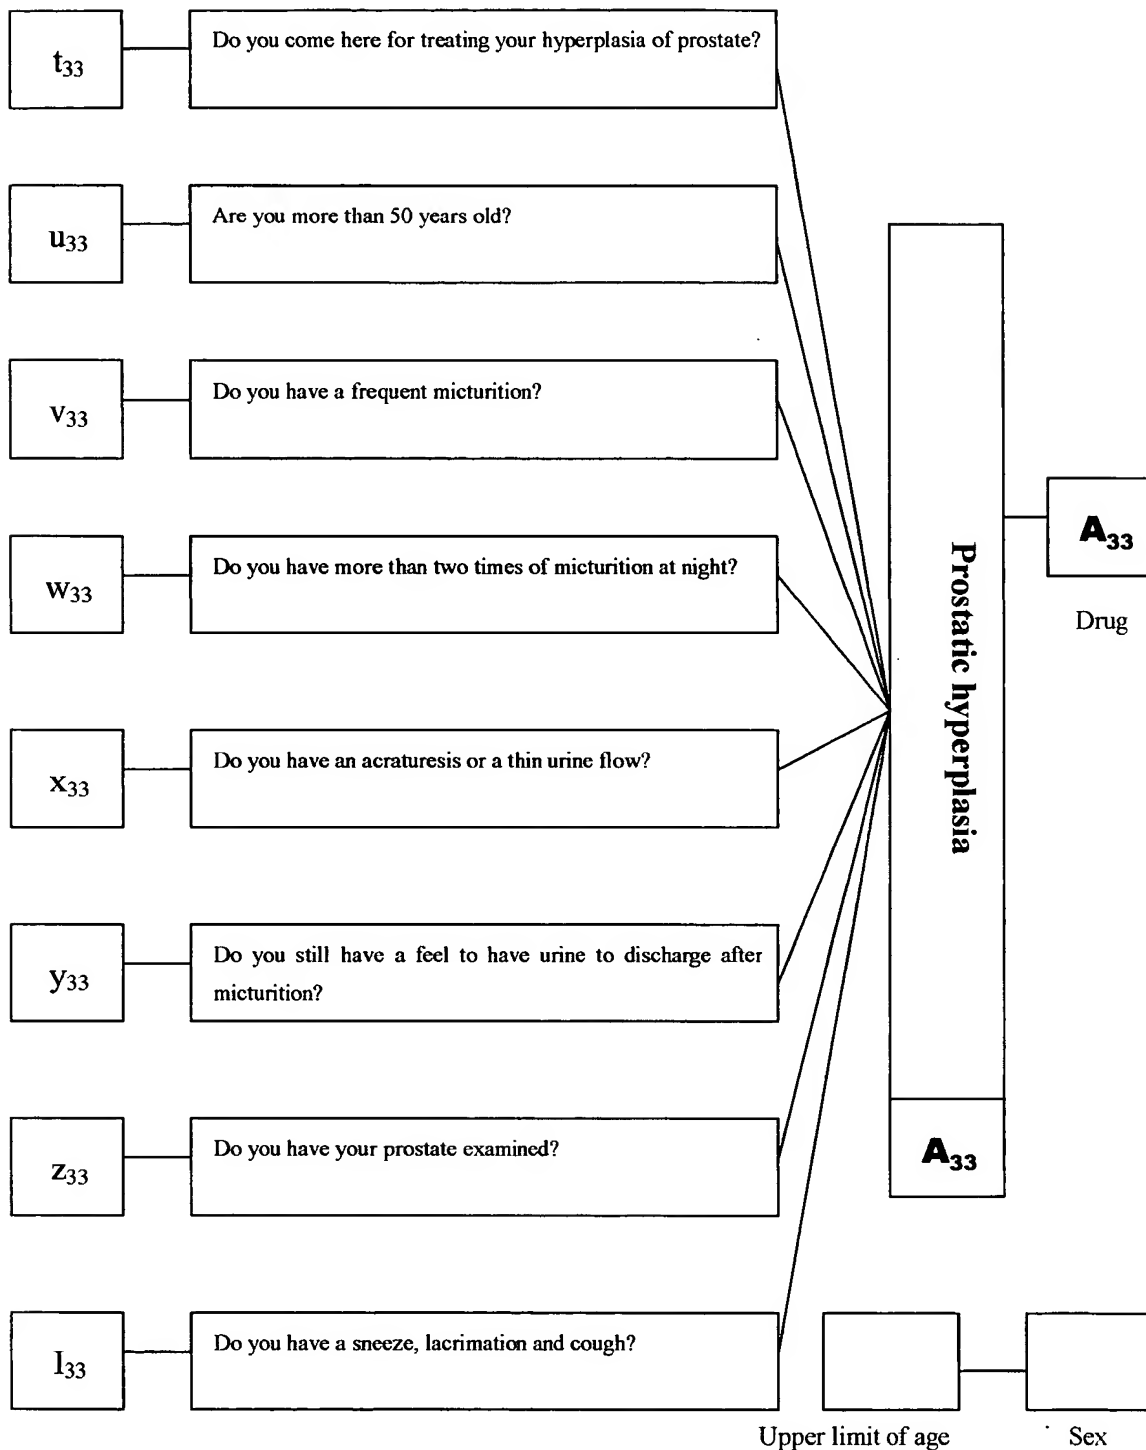 t33
Do you come here for treating your hyperplasia of prostate?
u33
Are you more than 50 years old?
v33
Do you have a frequent micturition?
w33
Do you have more than two times of micturition at night?
x33
Do you have an acraturesis or a thin urine flow?
y33
Do you still have a feel to have urine to discharge after
micturition?
z33
Do you have your prostate examined?
I33
Do you have a sneeze, lacrimation and cough?
Prostatic hyperplasia
A33
A33
Drug
Upper limit of age
Sex